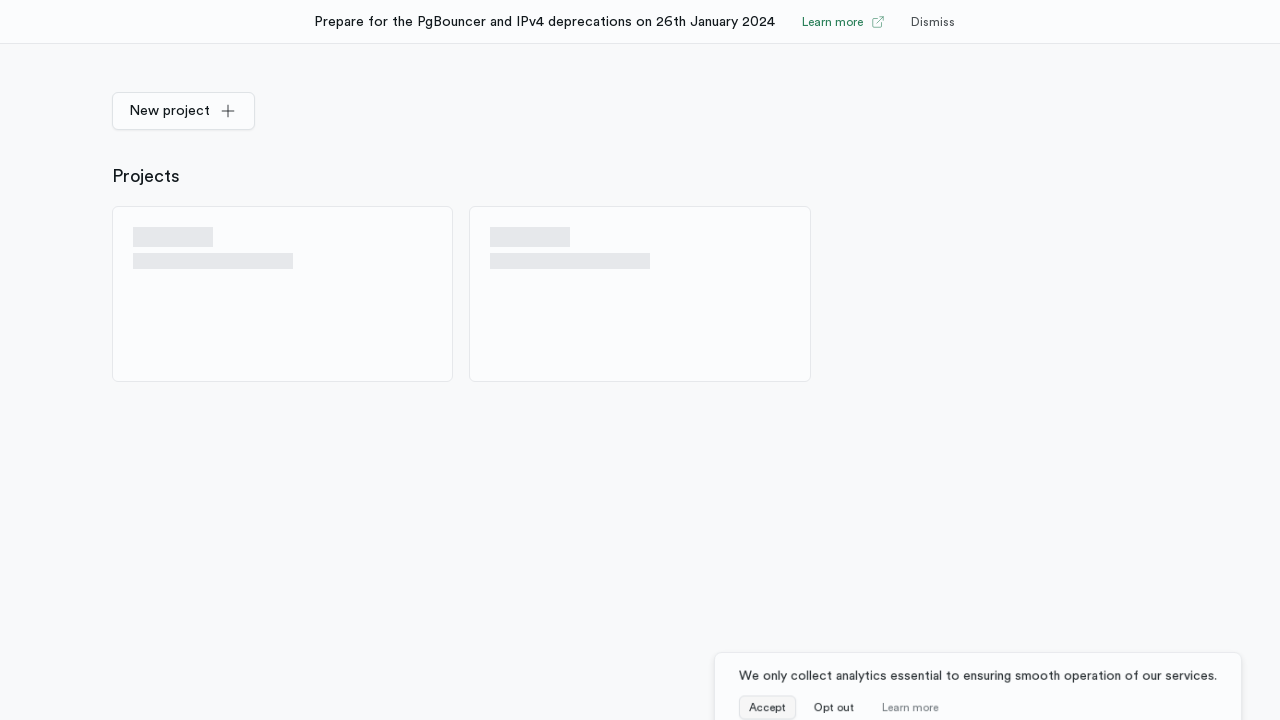 Prepare for the PgBouncer and IPv4 deprecations on 26th January 2024 Learn more Dismiss
New project
Projects
We only collect analytics essential to ensuring smooth operation of our services.
Accept Opt out Learn more